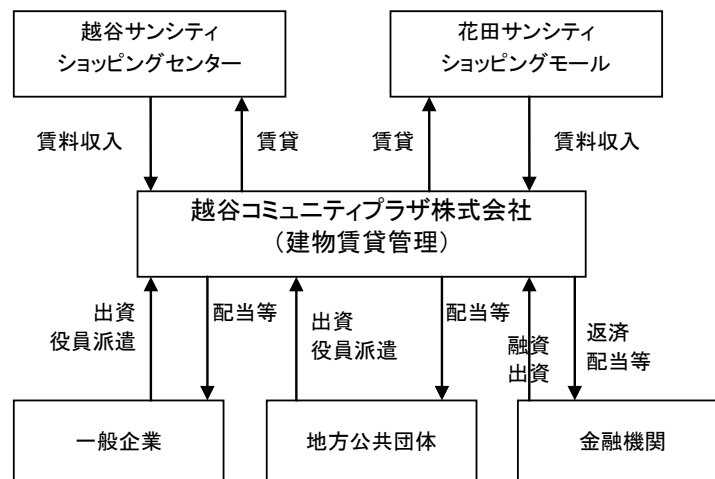 越谷サンシティ
ショッピングセンター
花田サンシティ
ショッピングモール
賃料収入
賃貸
賃貸
賃料収入
越谷コミュニティプラザ株式会社
（建物賃貸管理）
出資
役員派遣
配当等
出資
役員派遣
配当等
融資
出資
返済
配当等
一般企業
地方公共団体
金融機関